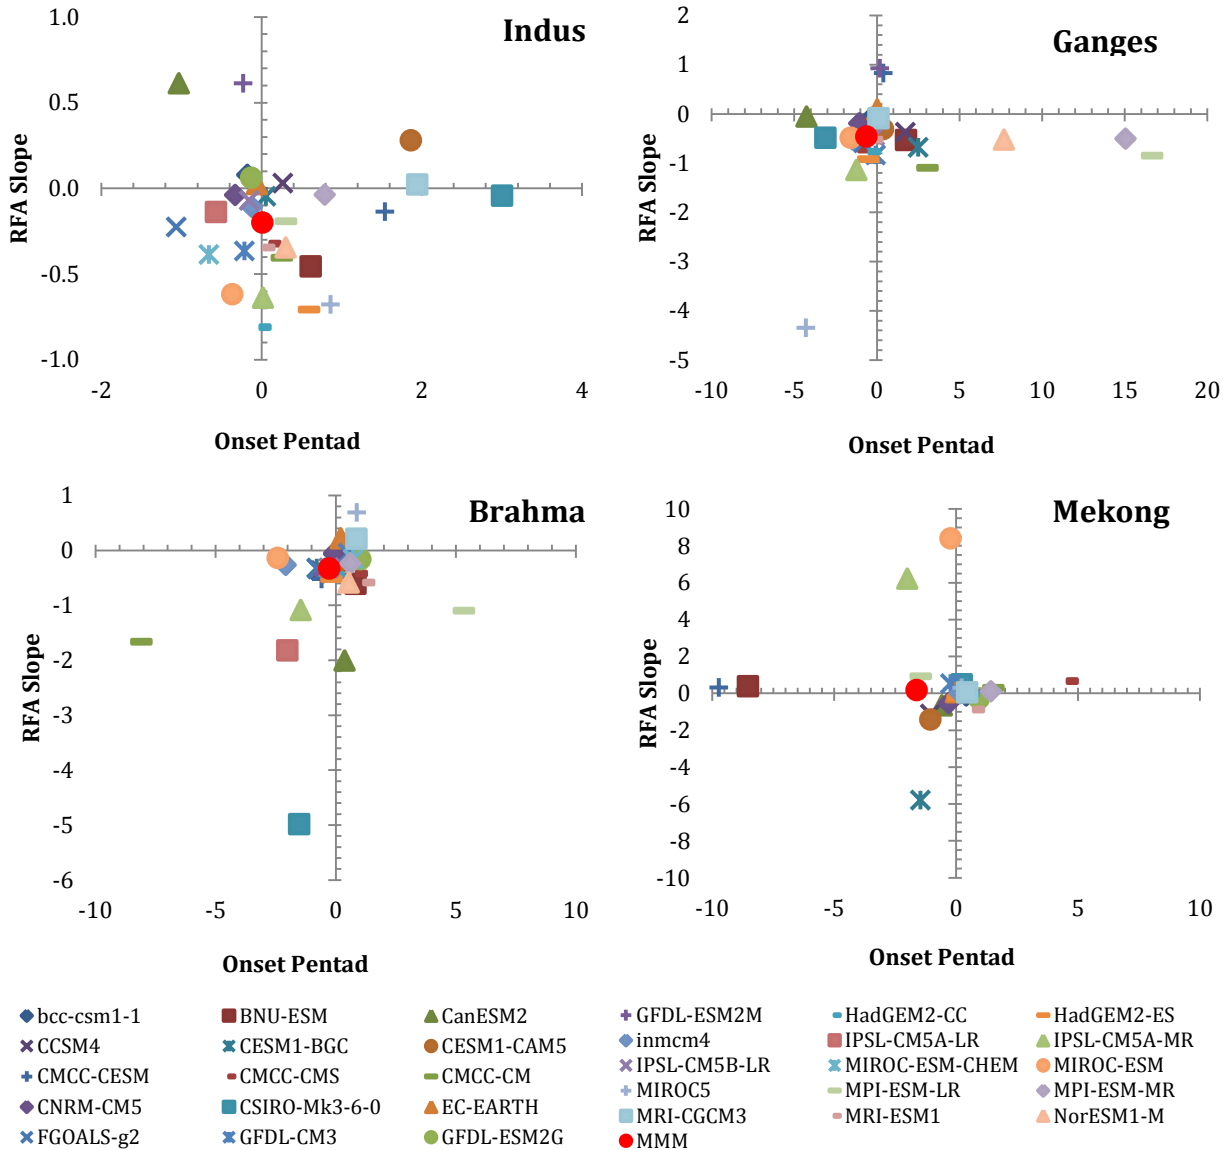 Indus
1.0
0.5
0.0
-0.5
-1.0
-2
0
2
4
RFA Slope
Onset Pentad
Ganges
2
1
0
-1
-2
-3
-4
-5
-10
-5
0
5
10
15
20
RFA Slope
Onset Pentad
Brahma
1
0
-1
-2
-3
-4
-5
-6
-10
-5
0
5
10
RFA Slope
Onset Pentad
Mekong
10
8
6
4
2
0
-2
-4
-6
-8
-10
-10
-5
0
5
10
RFA Slope
Onset Pentad
bcc-csm1-1 BNU-ESM CanESM2
CCSM4 CESM1-BGC CESM1-CAM5
CMCC-CESM CMCC-CMS CMCC-CM
CNRM-CM5 CSIRO-Mk3-6-0 EC-EARTH
FGOALS-g2 GFDL-CM3 GFDL-ESM2G
GFDL-ESM2M HadGEM2-CC HadGEM2-ES
inmcm4 IPSL-CM5A-LR IPSL-CM5A-MR
IPSL-CM5B-LR MIROC-ESM-CHEM MIROC-ESM
MIROC5 MPI-ESM-LR MPI-ESM-MR
MRI-CGCM3 MRI-ESM1 NorESM1-M
MMM